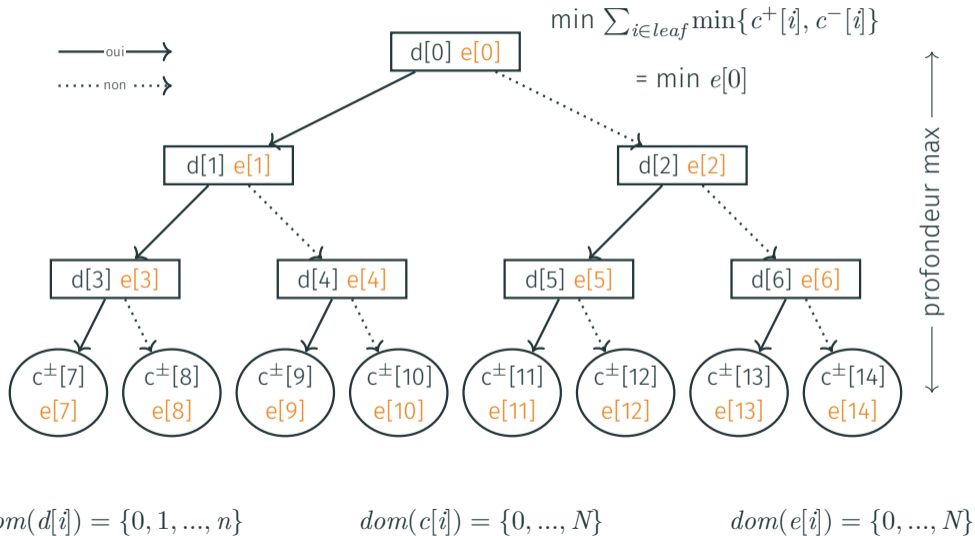 min ∑_{i∈leaf} min{c⁺[i], c⁻[i]}
oui
d[0] e[0]
= min e[0]
non
d[1] e[1]
d[2] e[2]
profondeur max
d[3] e[3]
d[4] e[4]
d[5] e[5]
d[6] e[6]
c±[7]
e[7]
c±[8]
e[8]
c±[9]
e[9]
c±[10]
e[10]
c±[11]
e[11]
c±[12]
e[12]
c±[13]
e[13]
c±[14]
e[14]
om(d[i]) = {0, 1, ..., n}
dom(c[i]) = {0, ..., N}
dom(e[i]) = {0, ..., N}